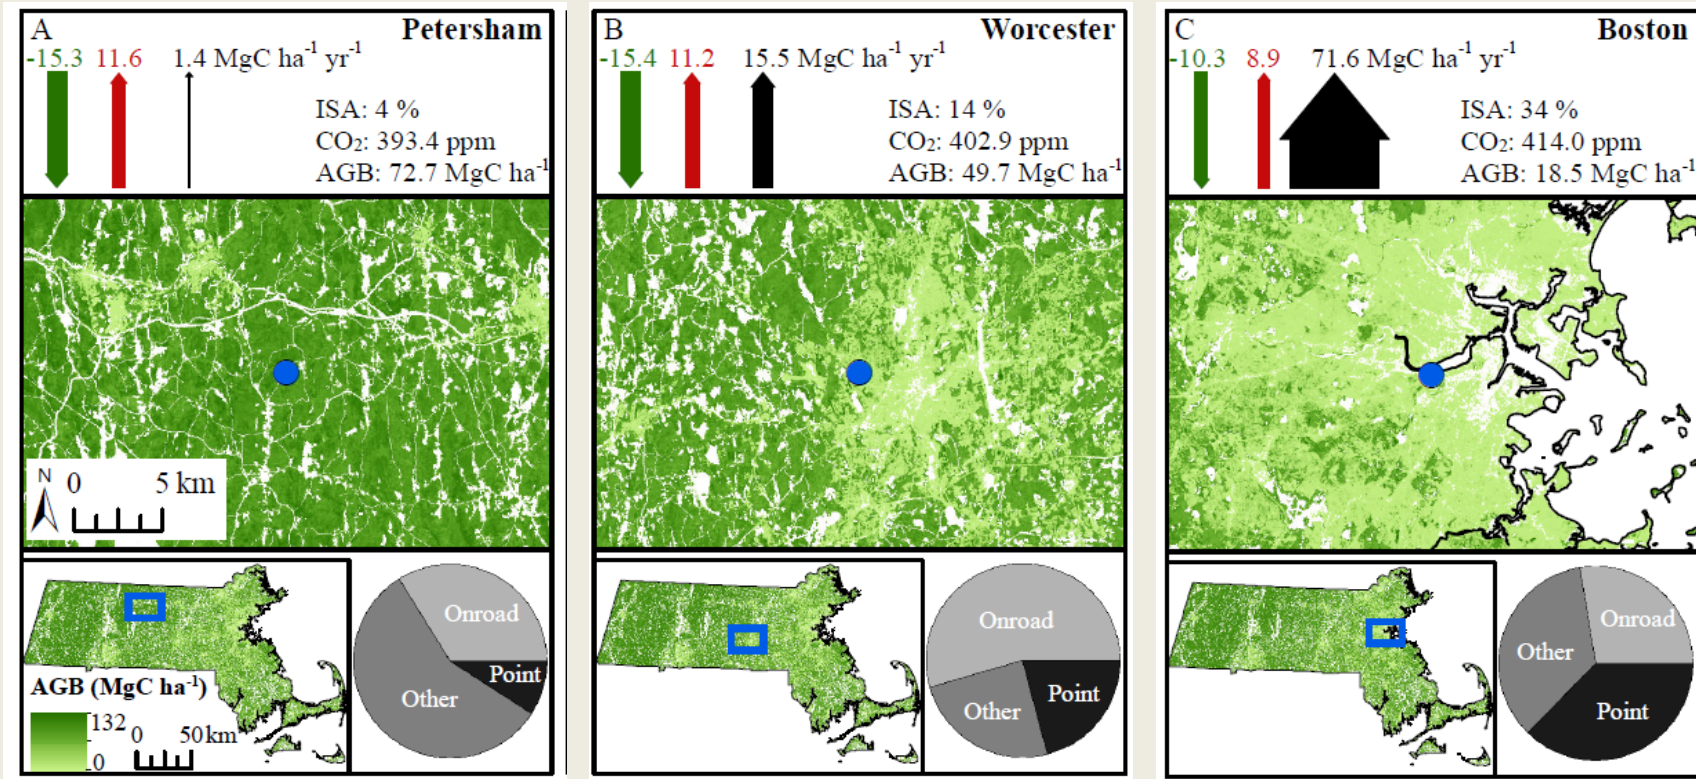 A Petersham
-15.3 11.6 1.4 MgC ha⁻¹ yr⁻¹
ISA: 4 %
CO₂: 393.4 ppm
AGB: 72.7 MgC ha⁻¹
N 0 5 km
Onroad
Point
Other
AGB (MgC ha⁻¹)
132
0
0 50 km
B Worcester
-15.4 11.2 15.5 MgC ha⁻¹ yr⁻¹
ISA: 14 %
CO₂: 402.9 ppm
AGB: 49.7 MgC ha⁻¹
Onroad
Point
Other
C Boston
-10.3 8.9 71.6 MgC ha⁻¹ yr⁻¹
ISA: 34 %
CO₂: 414.0 ppm
AGB: 18.5 MgC ha⁻¹
Onroad
Other
Point